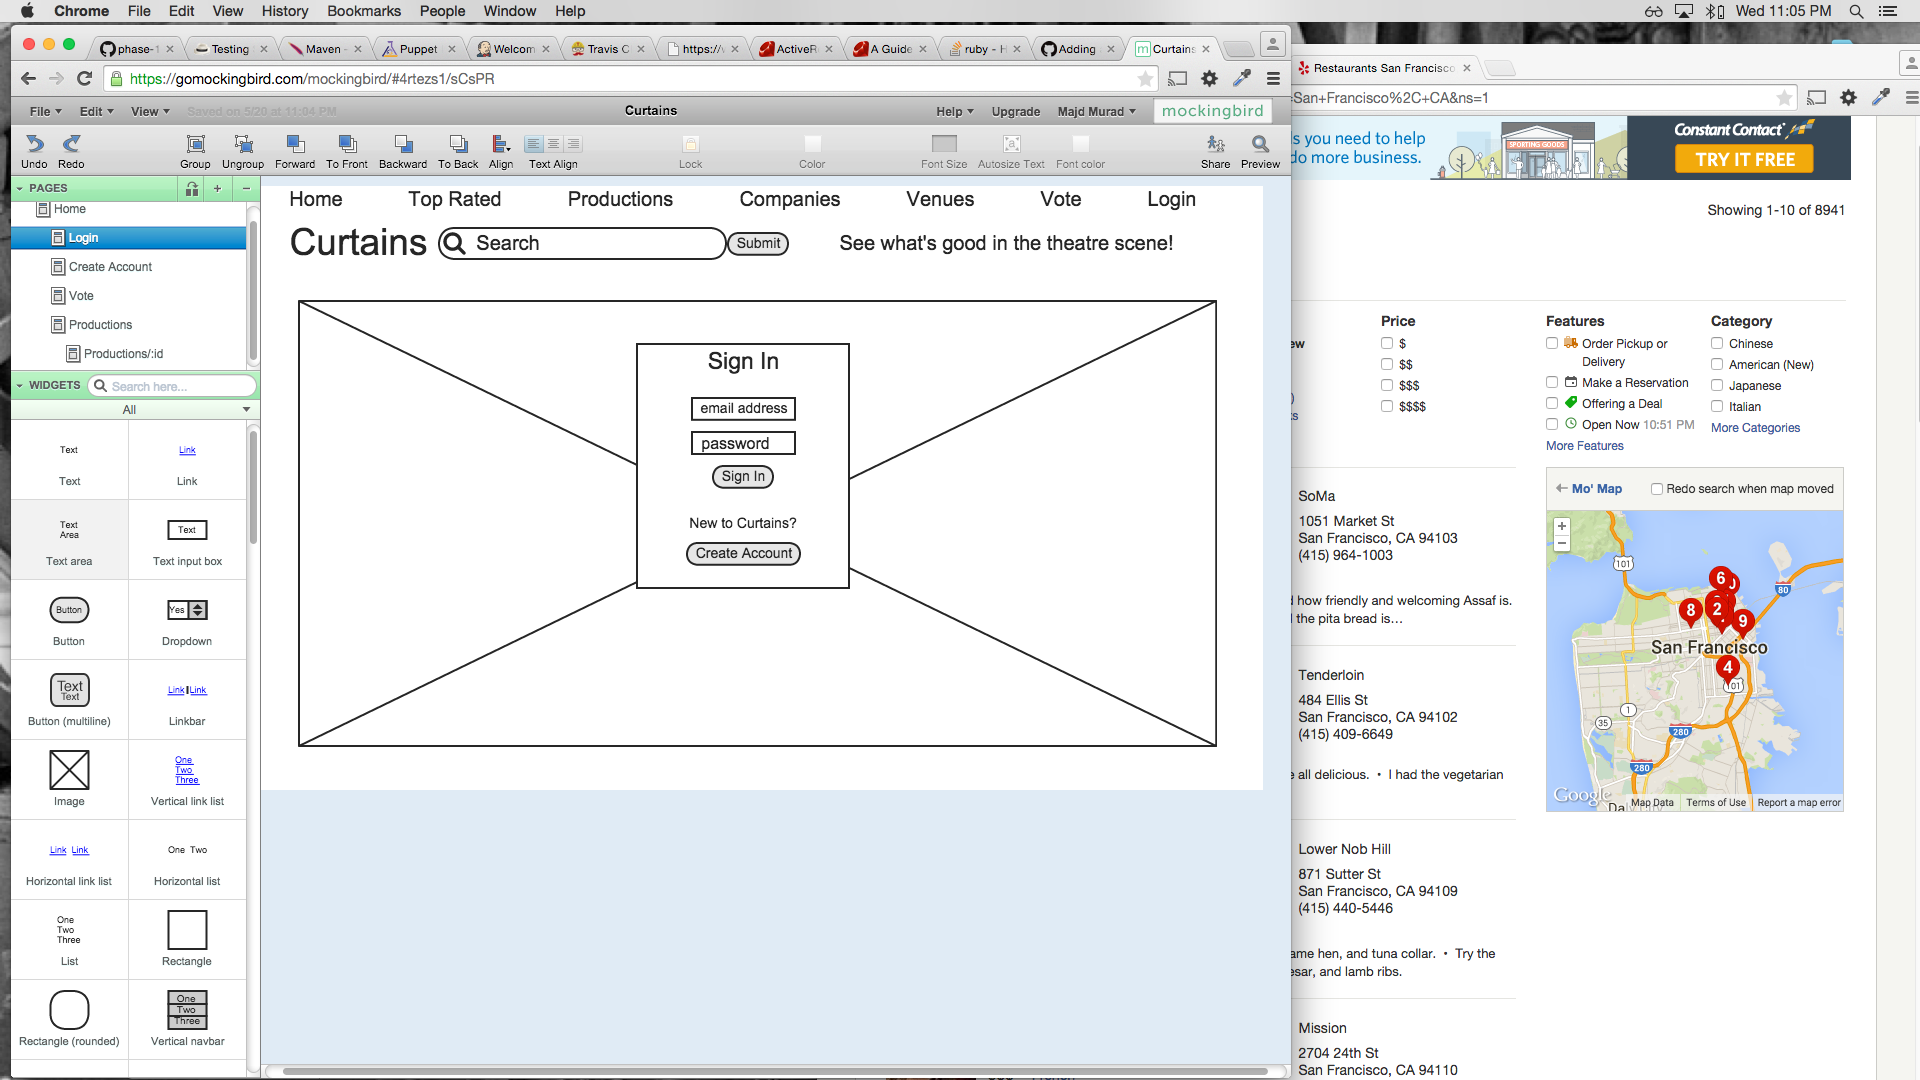 Chrome File Edit View History Bookmarks People Window Help
Wed 11:05 PM
phase-1
Testing
Maven
Puppet
Welcom
Travis C
https://
ActiveR
A Guide
ruby - H
Adding
Curtains
https://gomockingbird.com/mockingbird/#4rtezs1/sCsPR
File Edit View Saved on 5/20 at 11:04 PM
Curtains
Help Upgrade Majd Murad mockingbird
Undo Redo Group Ungroup Forward To Front Backward To Back Align Text Align Lock Color Font Size Autosize Text Font color Share Preview
PAGES
Home
Login
Create Account
Vote
Productions
Productions/:id
WIDGETS Search here...
All
Text
Text
Link
Link
Text
Area
Text area
Text
Text input box
Button
Button
Yes
Dropdown
Text
Text
Button (multiline)
Link Link
Linkbar
Image
One
Two
Three
Vertical link list
Link Link
Horizontal link list
One Two
Horizontal list
One
Two
Three
List
Rectangle
Rectangle (rounded)
One
Two
Three
Vertical navbar
Home Top Rated Productions Companies Venues Vote Login
Curtains Search Submit See what's good in the theatre scene!
Sign In
email address
password
Sign In
New to Curtains?
Create Account
Restaurants San Francisco
=San+Francisco%2C+CA&ns=1
s you need to help
do more business.
SPORTING GOODS
Constant Contact
TRY IT FREE
Showing 1-10 of 8941
Price
$
$$
$$$
$$$$
Features
Order Pickup or
Delivery
Make a Reservation
Offering a Deal
Open Now 10:51 PM
More Features
Category
Chinese
American (New)
Japanese
Italian
More Categories
Mo' Map Redo search when map moved
+
−
101
80
6
8
2
9
San Francisco
4
101
1
35
280
280
Google
Map Data Terms of Use Report a map error
SoMa
1051 Market St
San Francisco, CA 94103
(415) 964-1003
how friendly and welcoming Assaf is.
the pita bread is…
Tenderloin
484 Ellis St
San Francisco, CA 94102
(415) 409-6649
all delicious. • I had the vegetarian
Lower Nob Hill
871 Sutter St
San Francisco, CA 94109
(415) 440-5446
ame hen, and tuna collar. • Try the
esar, and lamb ribs.
Mission
2704 24th St
San Francisco, CA 94110